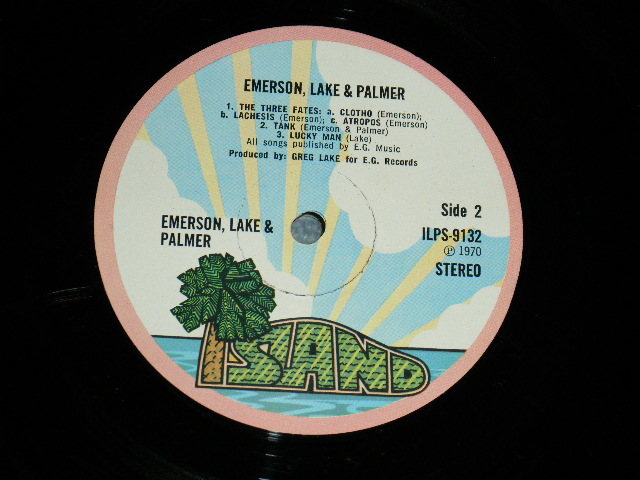 EMERSON, LAKE & PALMER
1. THE THREE FATES: a. CLOTHO (Emerson);
b. LACHESIS (Emerson); c. ATROPOS (Emerson)
2. TANK (Emerson & Palmer)
3. LUCKY MAN (Lake)
All songs published by E.G. Music
Produced by: GREG LAKE for E.G. Records
Side 2
EMERSON, LAKE &
PALMER
ILPS-9132
℗ 1970
STEREO
ISLAND